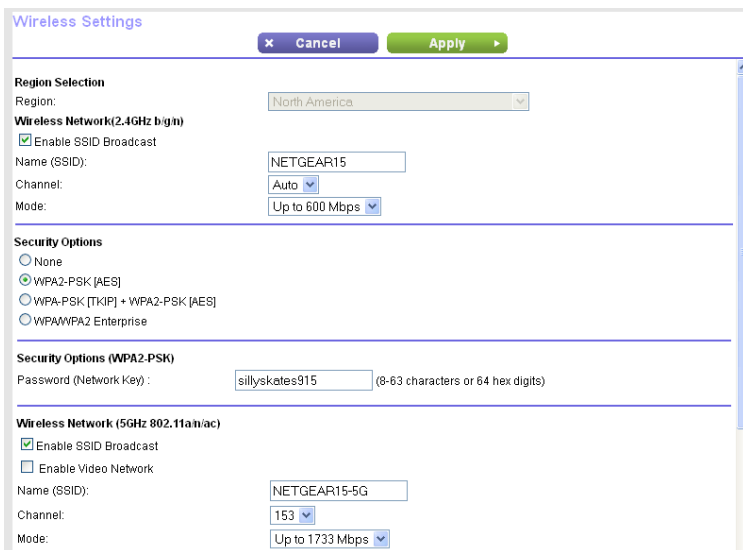 Wireless Settings
Cancel
Apply
Region Selection
Region: North America
Wireless Network(2.4GHz b/g/n)
Enable SSID Broadcast
Name (SSID): NETGEAR15
Channel: Auto
Mode: Up to 600 Mbps
Security Options
None
WPA2-PSK [AES]
WPA-PSK [TKIP] + WPA2-PSK [AES]
WPA/WPA2 Enterprise
Security Options (WPA2-PSK)
Password (Network Key) : sillyskates915 (8-63 characters or 64 hex digits)
Wireless Network (5GHz 802.11a/n/ac)
Enable SSID Broadcast
Enable Video Network
Name (SSID): NETGEAR15-5G
Channel: 153
Mode: Up to 1733 Mbps